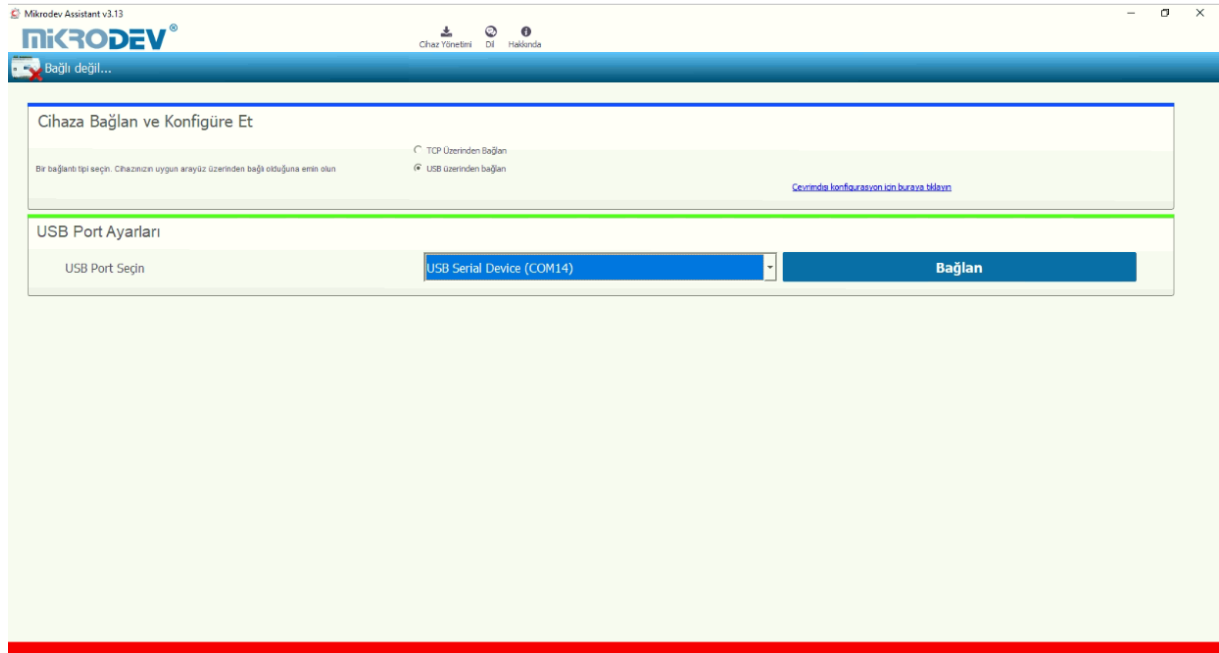 Mikrodev Assistant v3.13
MiKRODEV®
Cihaz Yönetimi Dil Hakkında
Bağlı değil...
Cihaza Bağlan ve Konfigüre Et
TCP Üzerinden Bağlan
Bir bağlantı tipi seçin. Cihazınızın uygun arayüz üzerinden bağlı olduğuna emin olun
USB üzerinden bağlan
Çevrimdışı konfigurasyon için buraya tıklayın
USB Port Ayarları
USB Port Seçin
USB Serial Device (COM14)
Bağlan